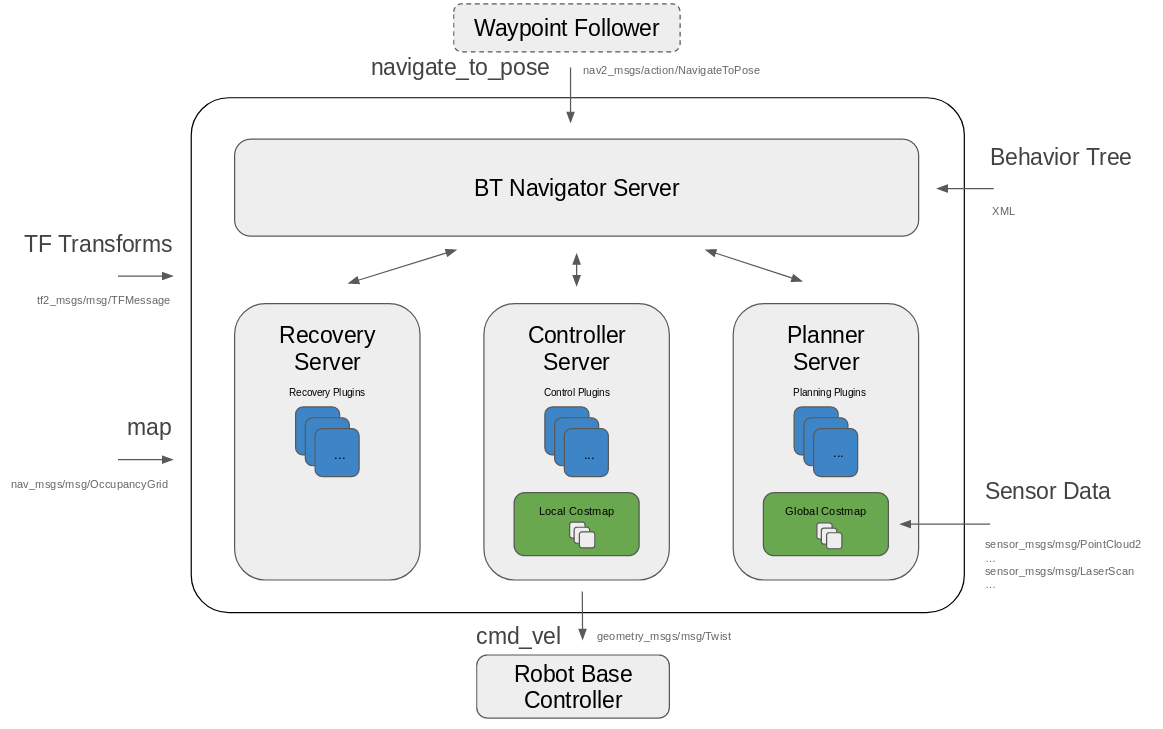 Waypoint Follower
navigate_to_pose
nav2_msgs/action/NavigateToPose
BT Navigator Server
Behavior Tree
XML
TF Transforms
tf2_msgs/msg/TFMessage
map
nav_msgs/msg/OccupancyGrid
Recovery
Server
Recovery Plugins
...
Controller
Server
Control Plugins
...
Local Costmap
Planner
Server
Planning Plugins
...
Global Costmap
Sensor Data
sensor_msgs/msg/PointCloud2
...
sensor_msgs/msg/LaserScan
...
cmd_vel
geometry_msgs/msg/Twist
Robot Base
Controller